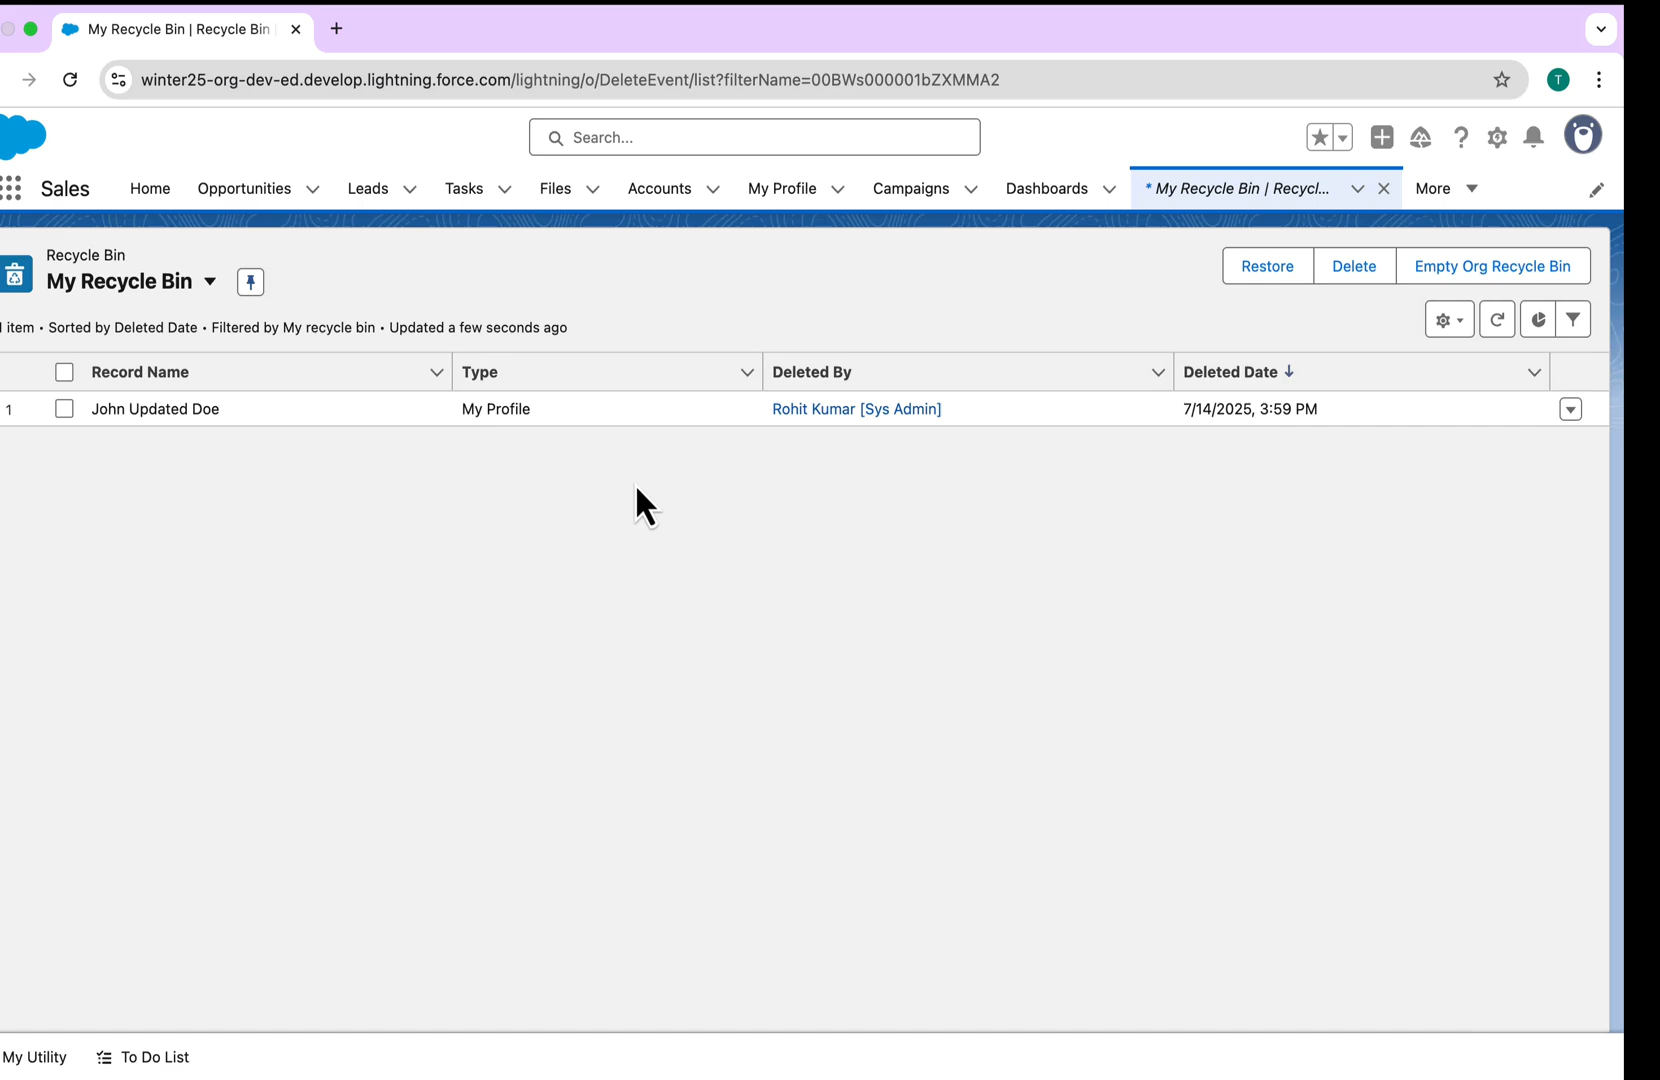 My Recycle Bin | Recycle Bin
winter25-org-dev-ed.develop.lightning.force.com/lightning/o/DeleteEvent/list?filterName=00BWs000001bZXMMA2
T
Search...
Sales Home Opportunities Leads Tasks Files Accounts My Profile Campaigns Dashboards * My Recycle Bin | Recycl... More
Recycle Bin
My Recycle Bin
Restore Delete Empty Org Recycle Bin
item • Sorted by Deleted Date • Filtered by My recycle bin • Updated a few seconds ago
Record Name Type Deleted By Deleted Date
1 John Updated Doe My Profile Rohit Kumar [Sys Admin] 7/14/2025, 3:59 PM
My Utility To Do List